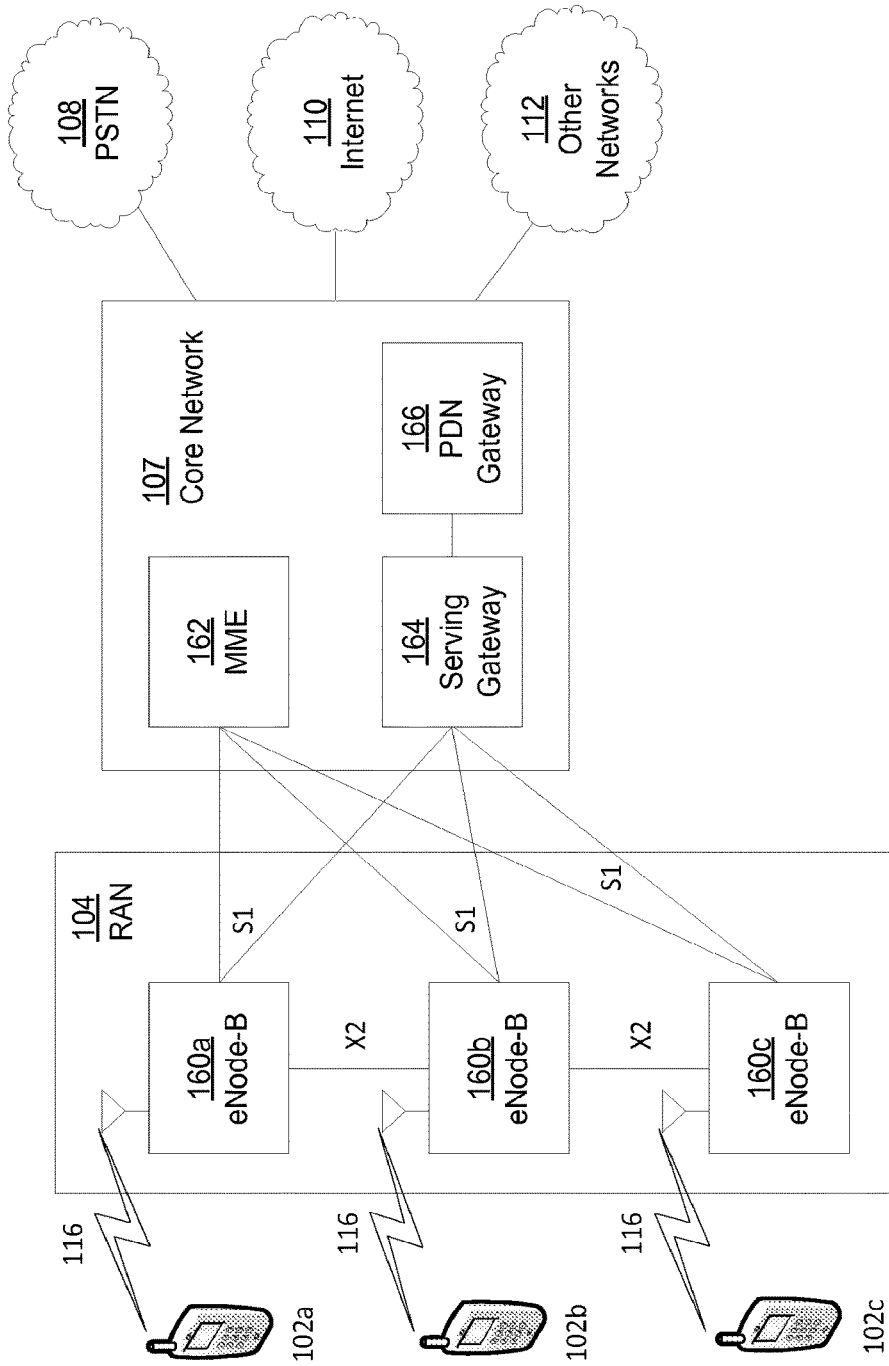 108
PSTN
110
Internet
112
Other
Networks
107
Core Network
162
MME
166
PDN
Gateway
164
Serving
Gateway
104
RAN
S1
S1
S1
160a
eNode-B
X2
160b
eNode-B
X2
160c
eNode-B
116
116
116
102a
102b
102c